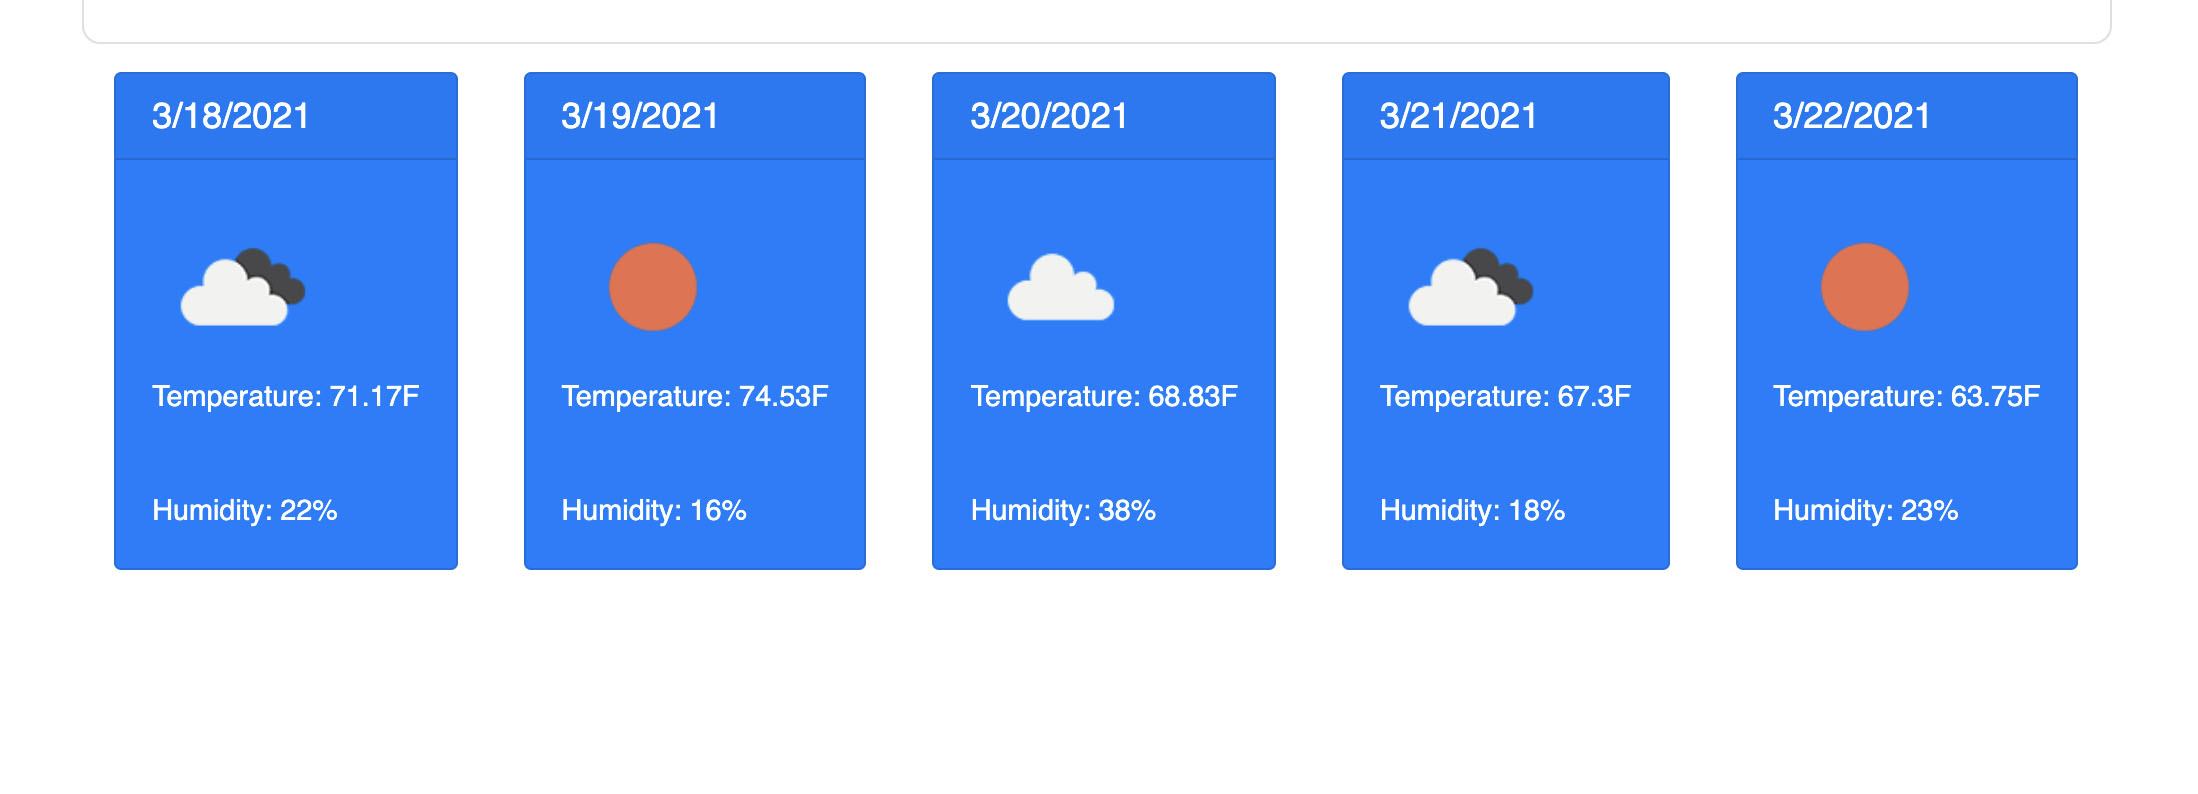 3/18/2021
Temperature: 71.17F
Humidity: 22%
3/19/2021
Temperature: 74.53F
Humidity: 16%
3/20/2021
Temperature: 68.83F
Humidity: 38%
3/21/2021
Temperature: 67.3F
Humidity: 18%
3/22/2021
Temperature: 63.75F
Humidity: 23%